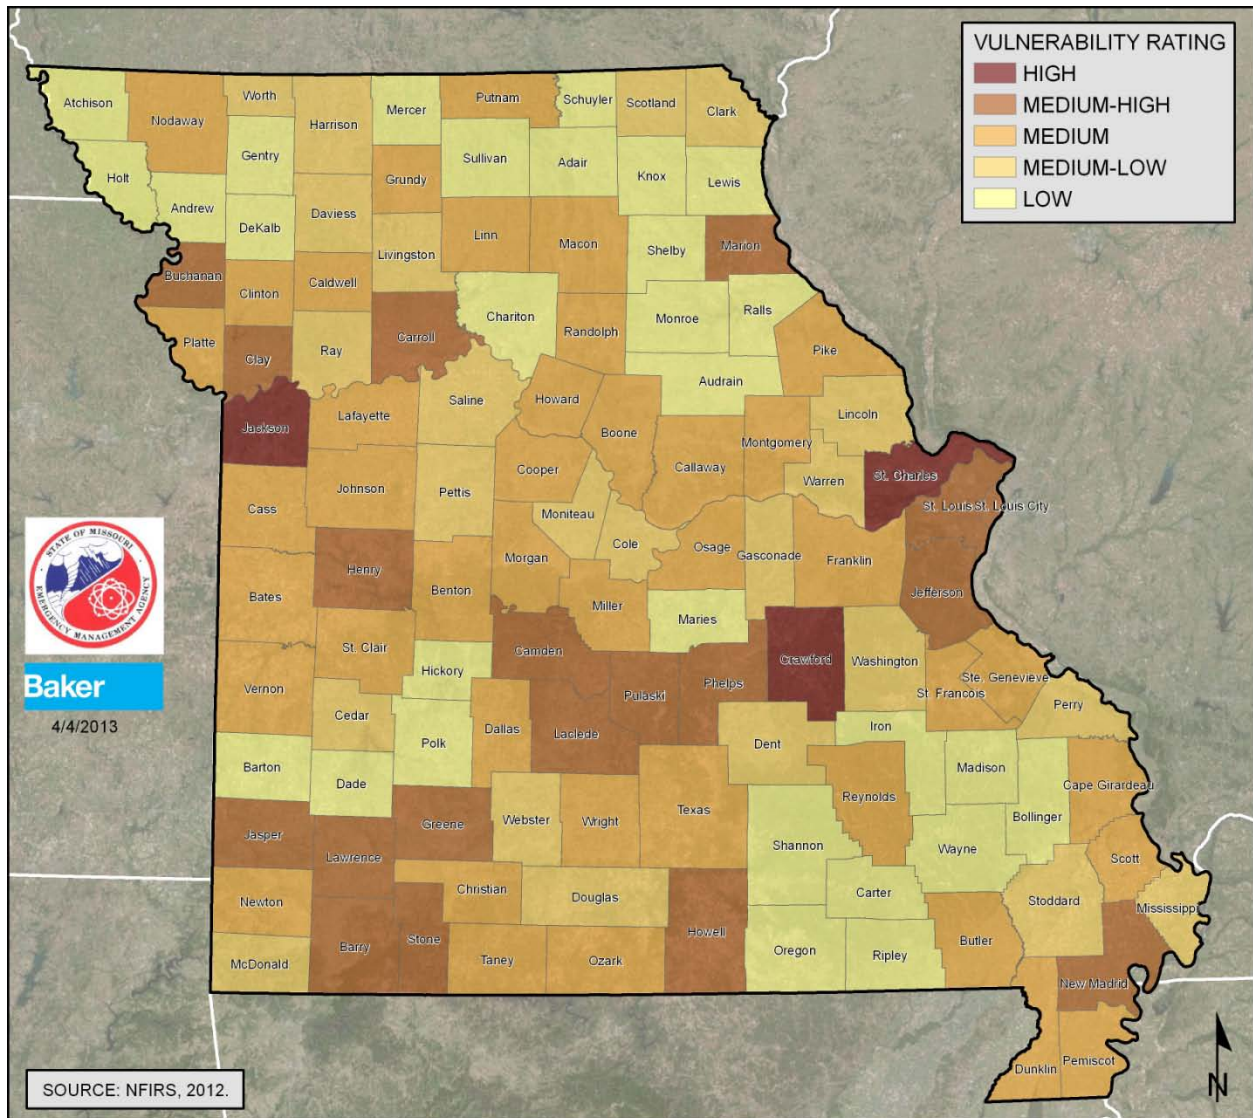 VULNERABILITY RATING
HIGH
MEDIUM-HIGH
MEDIUM
MEDIUM-LOW
LOW
Atchison
Nodaway
Worth
Harrison
Mercer
Putnam
Schuyler
Scotland
Clark
Holt
Andrew
Gentry
DeKalb
Daviess
Grundy
Sullivan
Adair
Knox
Lewis
Buchanan
Clinton
Caldwell
Livingston
Linn
Macon
Shelby
Marion
Platte
Clay
Ray
Carroll
Chariton
Randolph
Monroe
Ralls
Pike
Audrain
Jackson
Lafayette
Saline
Howard
Boone
Callaway
Montgomery
Lincoln
Warren
St. Charles
St. Louis
St. Louis City
Cass
Johnson
Pettis
Cooper
Moniteau
Cole
Osage
Gasconade
Franklin
Jefferson
Bates
Henry
Benton
Morgan
Miller
Maries
STATE OF MISSOURI
EMERGENCY MANAGEMENT AGENCY
Baker
4/4/2013
Vernon
St. Clair
Hickory
Camden
Pulaski
Phelps
Crawford
Washington
St. Francois
Ste. Genevieve
Perry
Cedar
Polk
Dallas
Laclede
Dent
Iron
Madison
Bollinger
Cape Girardeau
Barton
Dade
Texas
Reynolds
Jasper
Lawrence
Greene
Webster
Wright
Shannon
Wayne
Scott
Mississippi
Newton
Christian
Douglas
Howell
Carter
Stoddard
McDonald
Barry
Stone
Taney
Ozark
Oregon
Ripley
Butler
New Madrid
Dunklin
Pemiscot
SOURCE: NFIRS, 2012.
N